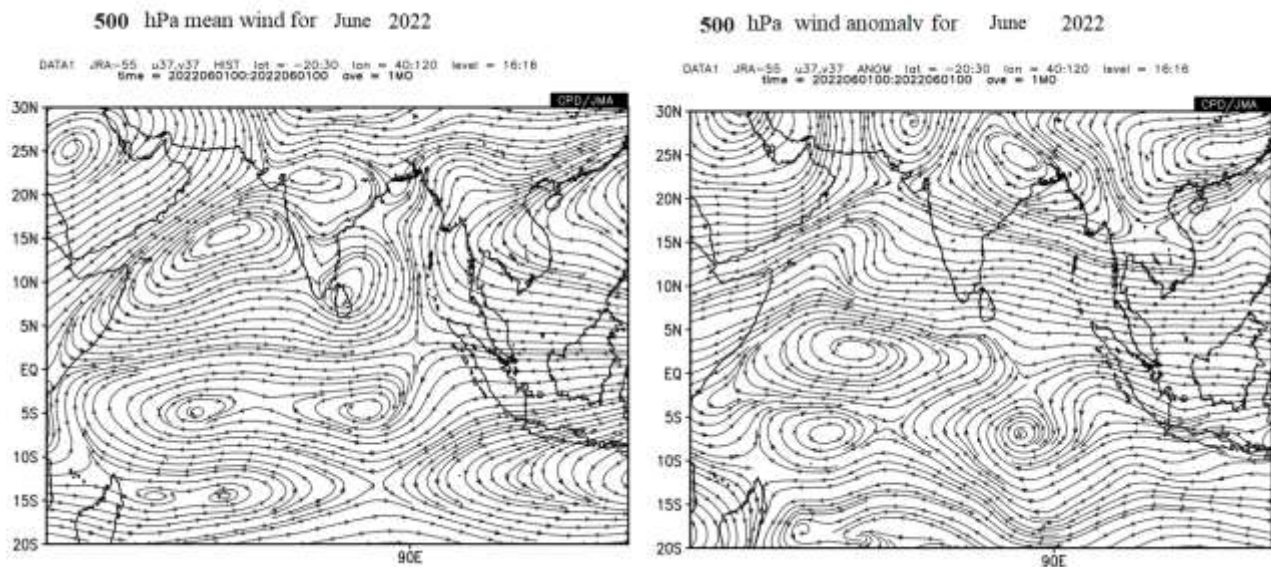 500 hPa mean wind for June 2022
DATA1 JRA-55 u37,v37 HIST lat = -20:30 lon = 40:120 level = 16:16
time = 2022060100:2022060100 ave = 1MO
CPD/JMA
30N
25N
20N
15N
10N
5N
EQ
5S
10S
15S
20S
90E
500 hPa wind anomalv for June 2022
DATA1 JRA-55 u37,v37 ANOM lat = -20:30 lon = 40:120 level = 16:16
time = 2022060100:2022060100 ave = 1MO
CPD/JMA
30N
25N
20N
15N
10N
5N
EQ
5S
10S
15S
20S
90E